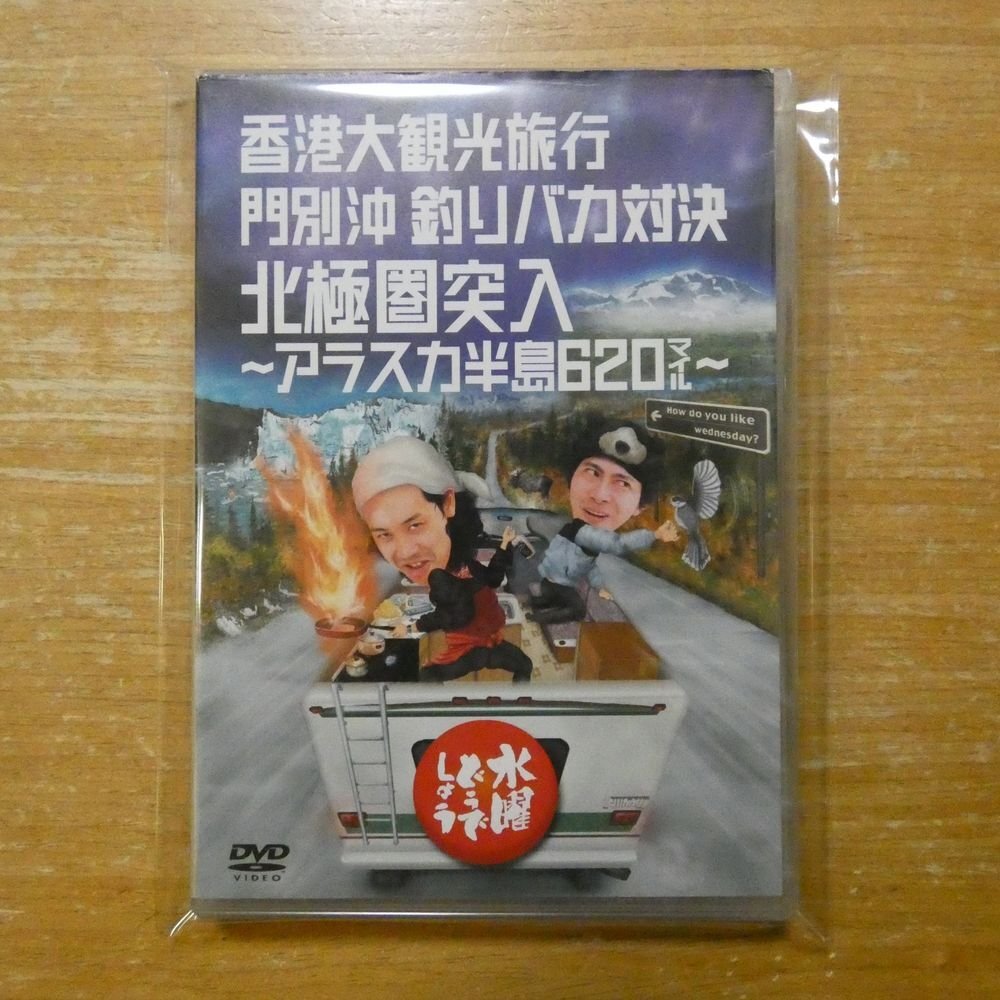 香港大観光旅行
門別沖 釣りバカ対決
北極圏突入
~アラスカ半島620マイル~
How do you like
wednesday?
水曜
どうで
しょう
DVD
VIDEO